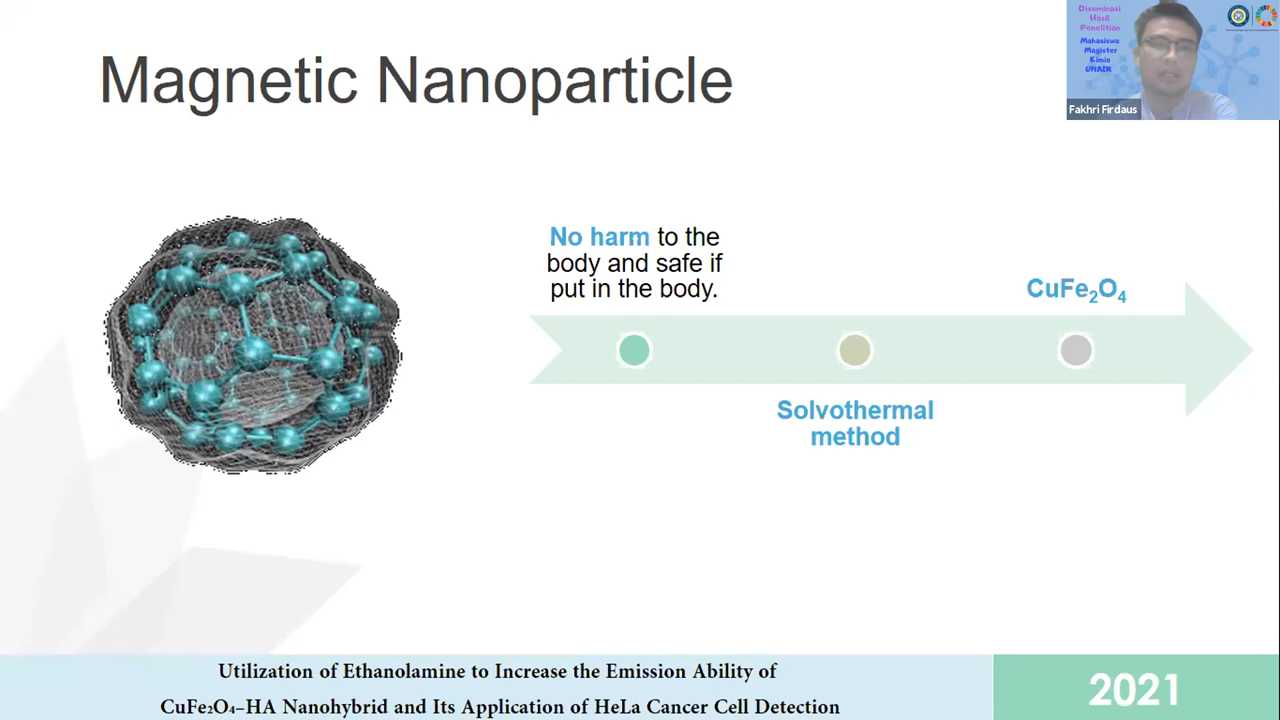 Magnetic Nanoparticle
Diseminasi
Hasil
Penelitian
Mahasiswa
Magister
Kimia
UNAIR
Fakhri Firdaus
No harm to the
body and safe if
put in the body.
Solvothermal
method
CuFe₂O₄
Utilization of Ethanolamine to Increase the Emission Ability of
CuFe₂O₄–HA Nanohybrid and Its Application of HeLa Cancer Cell Detection
2021